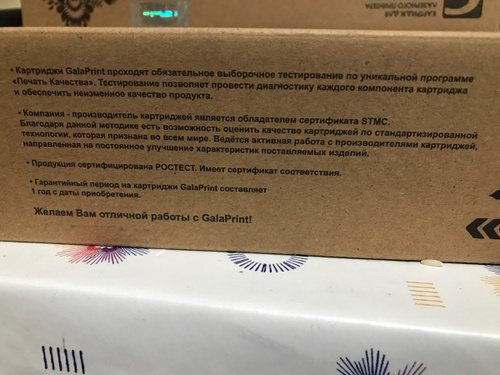 КАРТРИДЖ ДЛЯ
ЛАЗЕРНОГО ПРИНТЕРА
• Картриджи GalaPrint проходят обязательное выборочное тестирование по уникальной программе
«Печать Качества». Тестирование позволяет провести диагностику каждого компонента картриджа
и обеспечить неизменное качество продукта.
• Компания - производитель картриджей является обладателем сертификата STMC.
Благодаря данной методике есть возможность оценить качество картриджей по стандартизированной
технологии, которая признана во всем мире. Ведётся активная работа с производителями картриджей,
направленная на постоянное улучшение характеристик поставляемых изделий.
• Продукция сертифицирована РОСТЕСТ. Имеет сертификат соответствия.
• Гарантийный период на картриджи GalaPrint составляет
1 год с даты приобретения.
Желаем Вам отличной работы с GalaPrint!